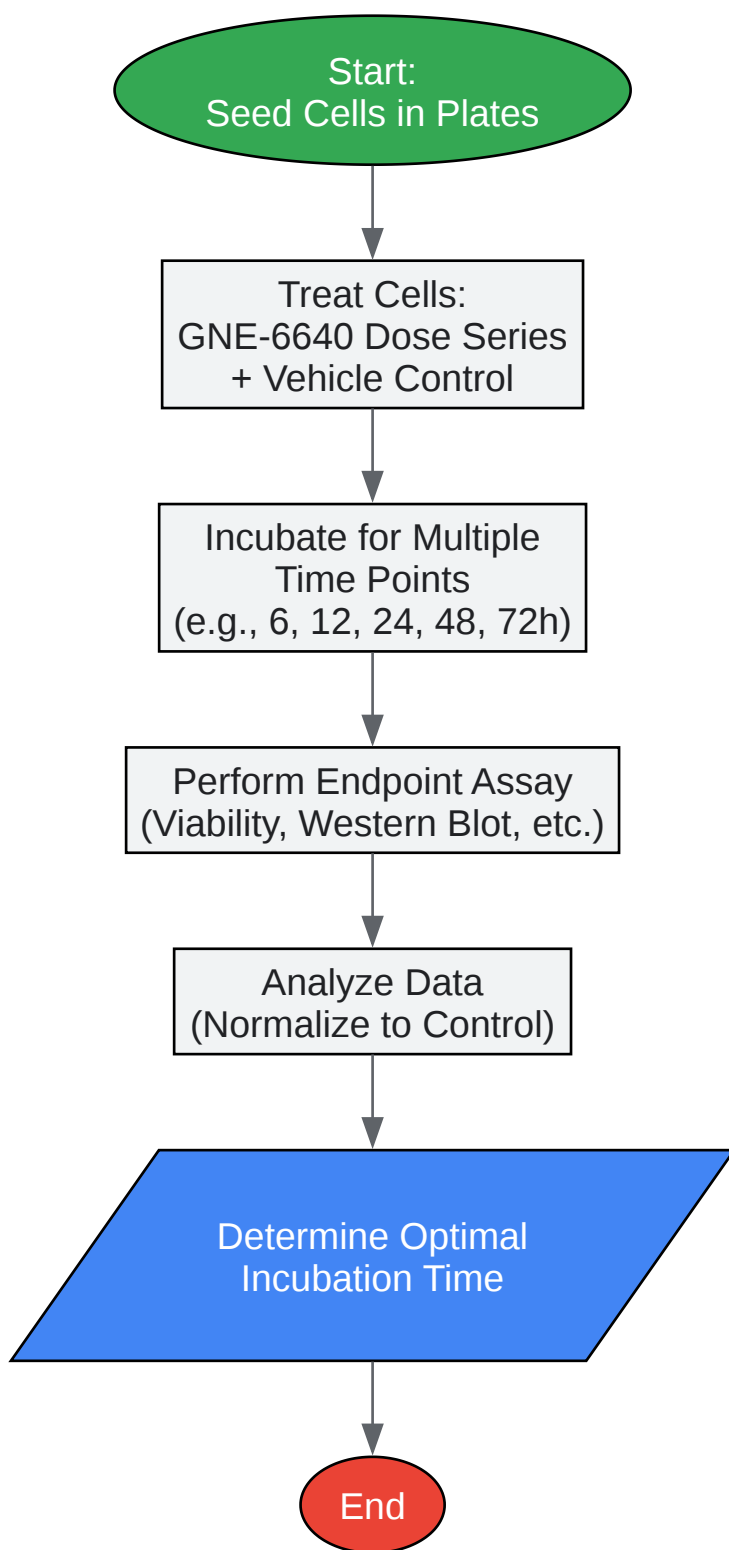 Start:
Seed Cells in Plates
Treat Cells:
GNE-6640 Dose Series
+ Vehicle Control
Incubate for Multiple
Time Points
(e.g., 6, 12, 24, 48, 72h)
Perform Endpoint Assay
(Viability, Western Blot, etc.)
Analyze Data
(Normalize to Control)
Determine Optimal
Incubation Time
End